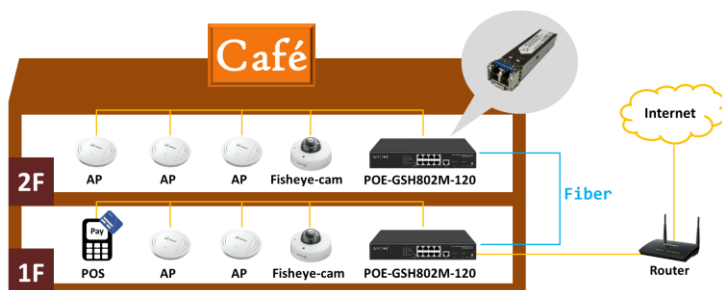 Café
Internet
2F
AP
AP
AP
Fisheye-cam
POE-GSH802M-120
Fiber
Pay
1F
POS
AP
AP
Fisheye-cam
POE-GSH802M-120
Router